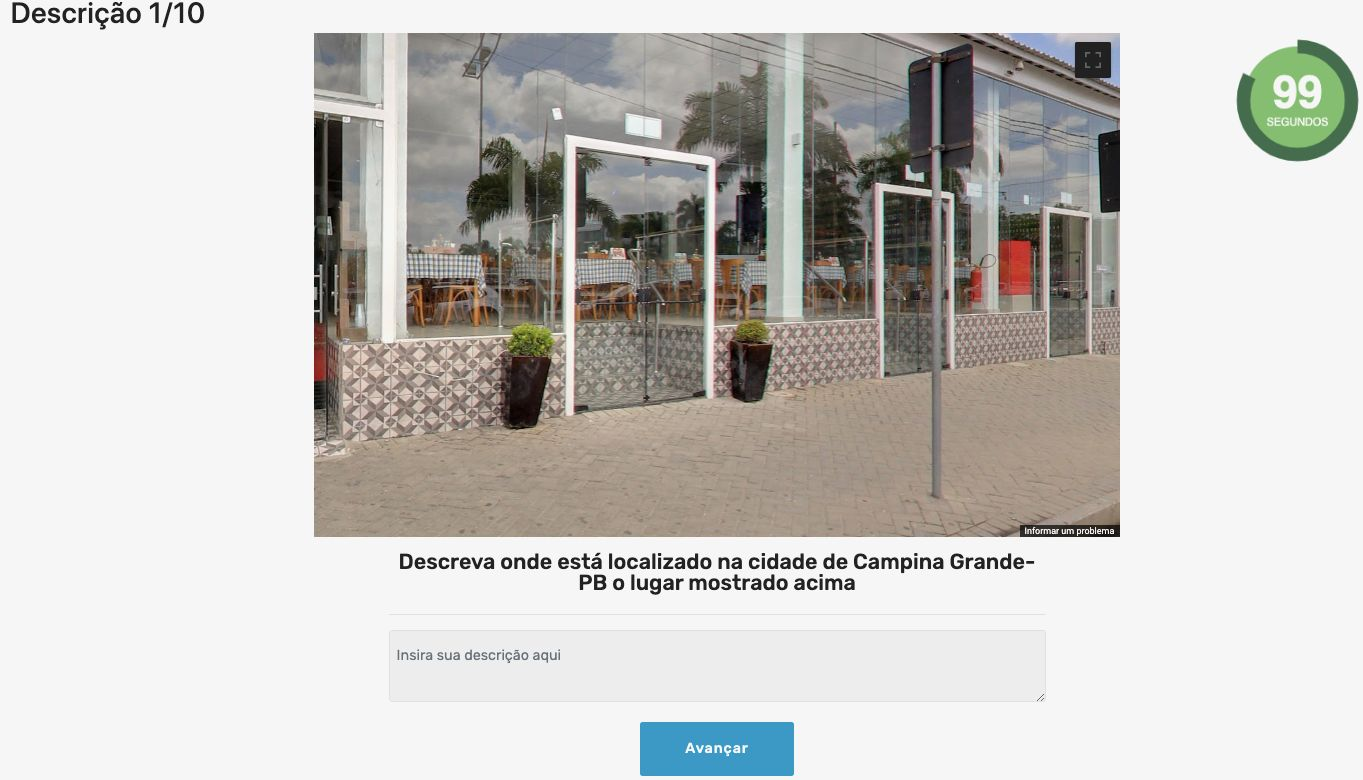 Descrição 1/10
99
SEGUNDOS
Informar um problema
Descreva onde está localizado na cidade de Campina Grande-
PB o lugar mostrado acima
Insira sua descrição aqui
Avançar